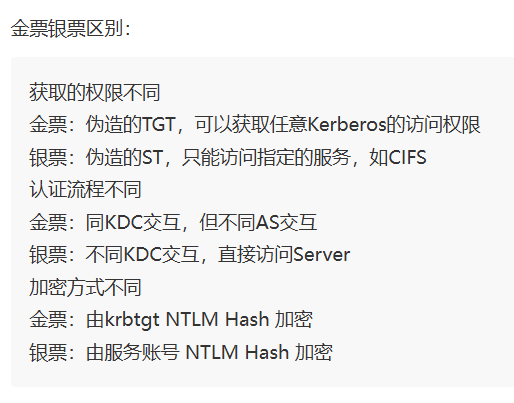 金票银票区别：
获取的权限不同
金票：伪造的TGT，可以获取任意Kerberos的访问权限
银票：伪造的ST，只能访问指定的服务，如CIFS
认证流程不同
金票：同KDC交互，但不同AS交互
银票：不同KDC交互，直接访问Server
加密方式不同
金票：由krbtgt NTLM Hash 加密
银票：由服务账号 NTLM Hash 加密